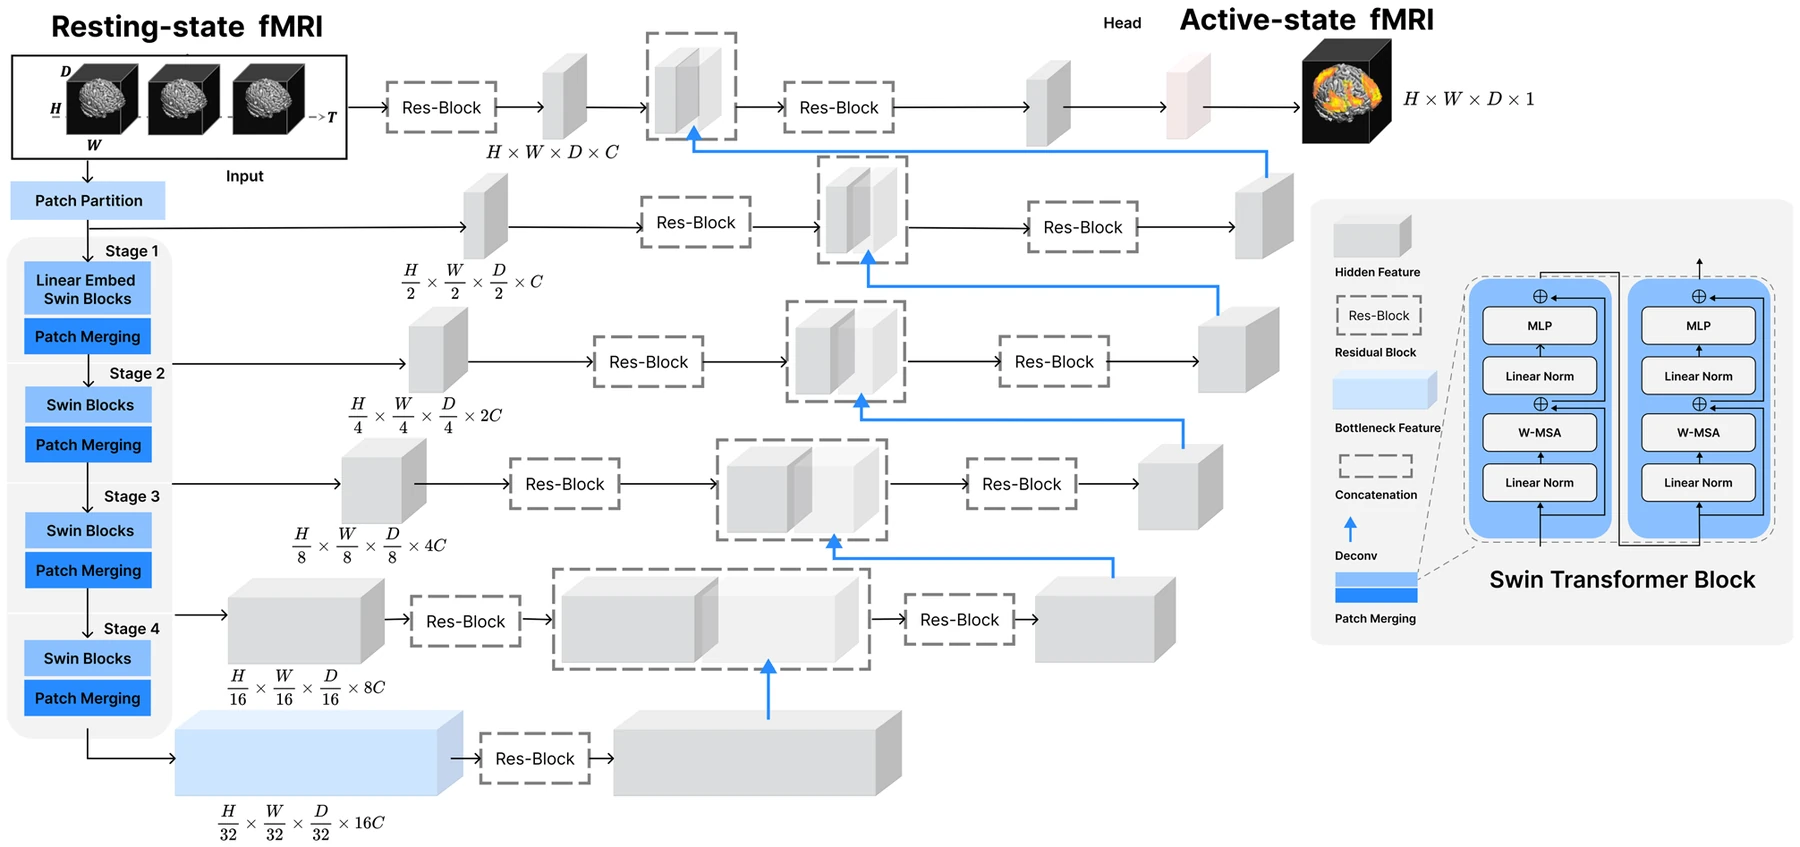 Resting-state fMRI
Head
Active-state fMRI
D
H
W
T
Input
Res-Block
H × W × D × C
Res-Block
H × W × D × 1
Patch Partition
Res-Block
Res-Block
H/2 × W/2 × D/2 × C
Stage 1
Linear Embed
Swin Blocks
Patch Merging
Res-Block
Res-Block
H/4 × W/4 × D/4 × 2C
Stage 2
Swin Blocks
Patch Merging
Res-Block
Res-Block
H/8 × W/8 × D/8 × 4C
Stage 3
Swin Blocks
Patch Merging
Res-Block
Res-Block
H/16 × W/16 × D/16 × 8C
Stage 4
Swin Blocks
Patch Merging
Res-Block
H/32 × W/32 × D/32 × 16C
Hidden Feature
Res-Block
Residual Block
Bottleneck Feature
Concatenation
Deconv
Patch Merging
MLP
Linear Norm
W-MSA
Linear Norm
MLP
Linear Norm
W-MSA
Linear Norm
Swin Transformer Block